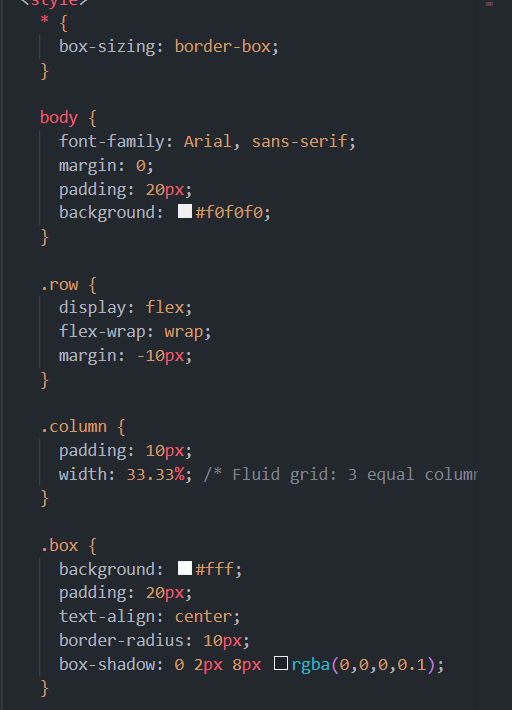 <style>
* {
box-sizing: border-box;
}
body {
font-family: Arial, sans-serif;
margin: 0;
padding: 20px;
background: #f0f0f0;
}
.row {
display: flex;
flex-wrap: wrap;
margin: -10px;
}
.column {
padding: 10px;
width: 33.33%; /* Fluid grid: 3 equal column
}
.box {
background: #fff;
padding: 20px;
text-align: center;
border-radius: 10px;
box-shadow: 0 2px 8px rgba(0,0,0,0.1);
}